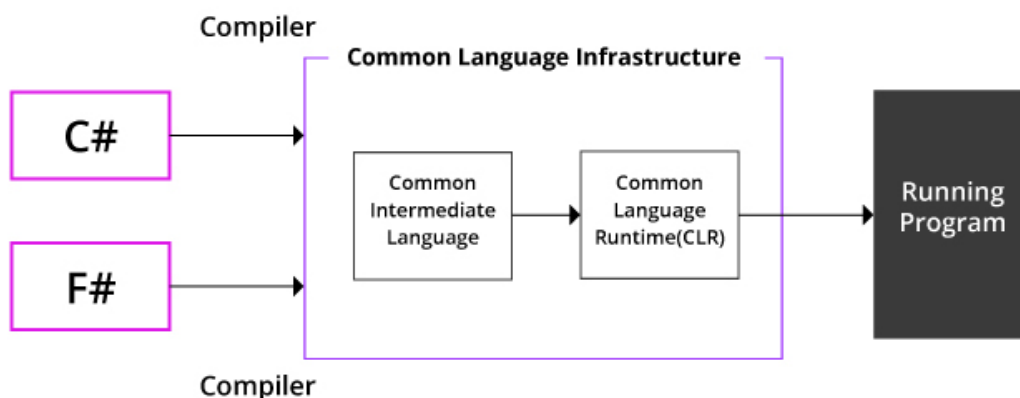 Compiler
Common Language Infrastructure
C#
F#
Common
Intermediate
Language
Common
Language
Runtime(CLR)
Running
Program
Compiler